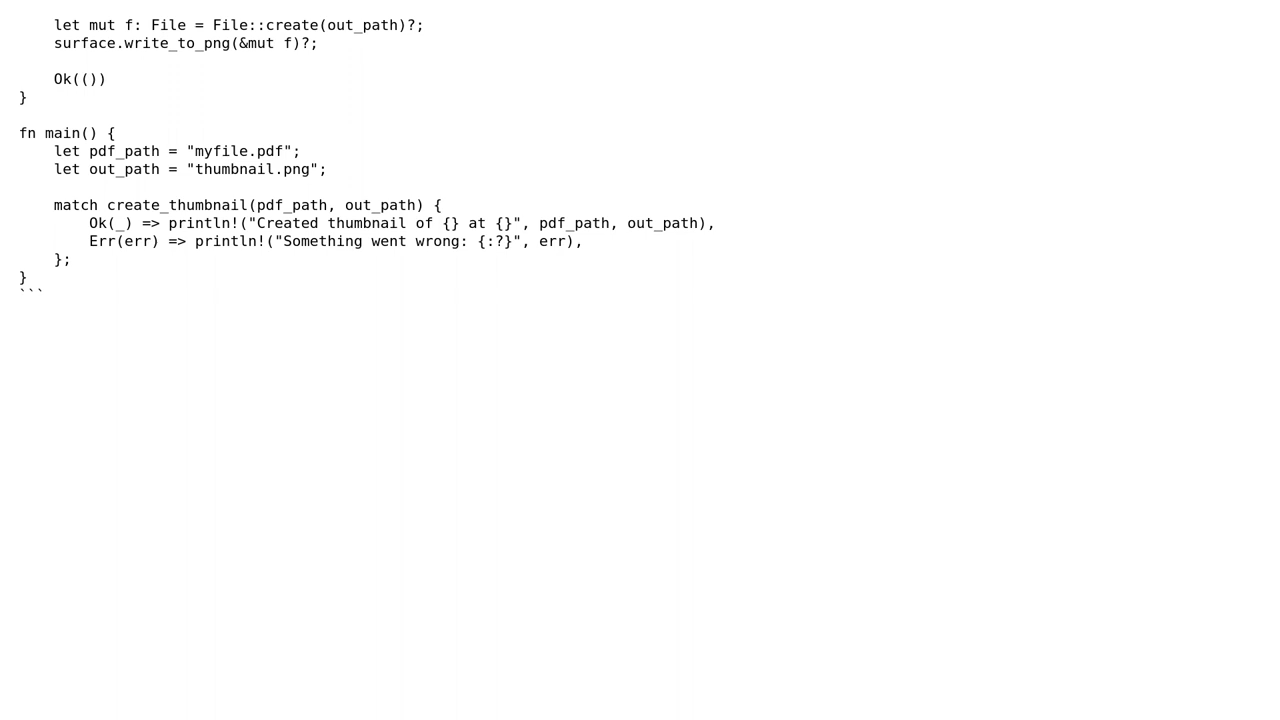 let mut f: File = File::create(out_path)?;
    surface.write_to_png(&mut f)?;

    Ok(())
}

fn main() {
    let pdf_path = "myfile.pdf";
    let out_path = "thumbnail.png";

    match create_thumbnail(pdf_path, out_path) {
        Ok(_) => println!("Created thumbnail of {} at {}", pdf_path, out_path),
        Err(err) => println!("Something went wrong: {:?}", err),
    };
}
```